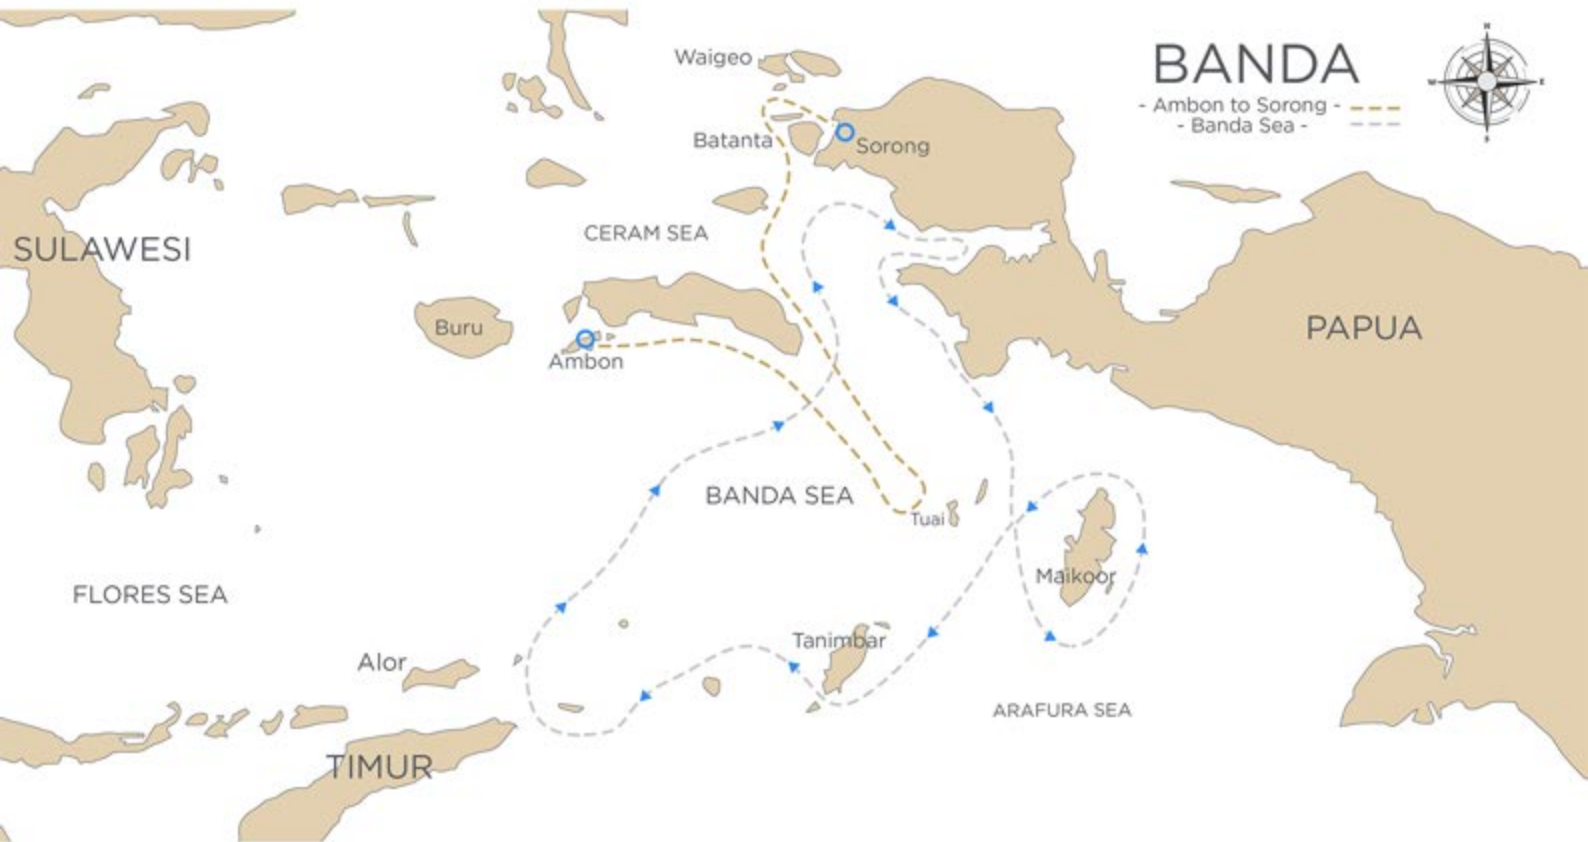 BANDA
- Ambon to Sorong -
- Banda Sea -
N
W
E
S
Waigeo
Batanta
Sorong
CERAM SEA
SULAWESI
Buru
Ambon
PAPUA
BANDA SEA
Tuai
Maikoor
FLORES SEA
Tanimbar
Alor
ARAFURA SEA
TIMUR